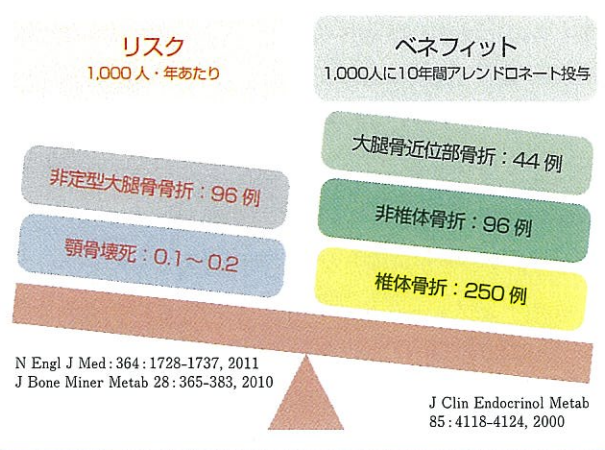 リスク
1,000人・年あたり
非定型大腿骨骨折：96例
顎骨壊死：0.1～0.2
ベネフィット
1,000人に10年間アレンドロネート投与
大腿骨近位部骨折：44例
非椎体骨折：96例
椎体骨折：250例
N Engl J Med : 364 : 1728-1737, 2011
J Bone Miner Metab 28 : 365-383, 2010
J Clin Endocrinol Metab
85 : 4118-4124, 2000